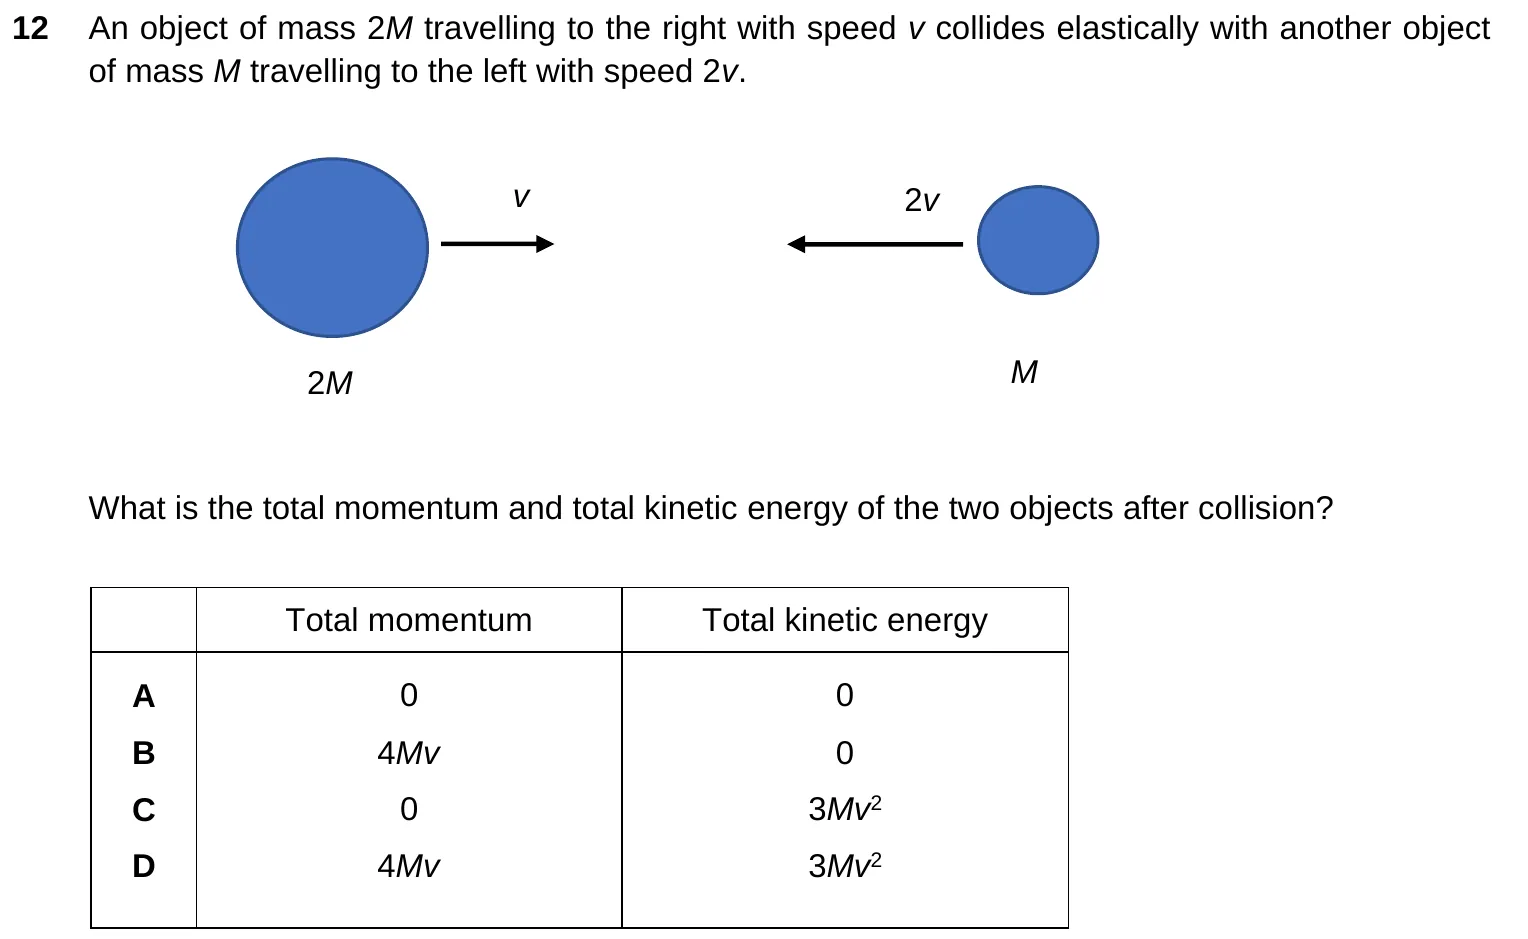 12 An object of mass 2M travelling to the right with speed v collides elastically with another object
of mass M travelling to the left with speed 2v.
v
2v
2M
M
What is the total momentum and total kinetic energy of the two objects after collision?
Total momentum Total kinetic energy
A 0 0
B 4Mv 0
C 0 3Mv²
D 4Mv 3Mv²